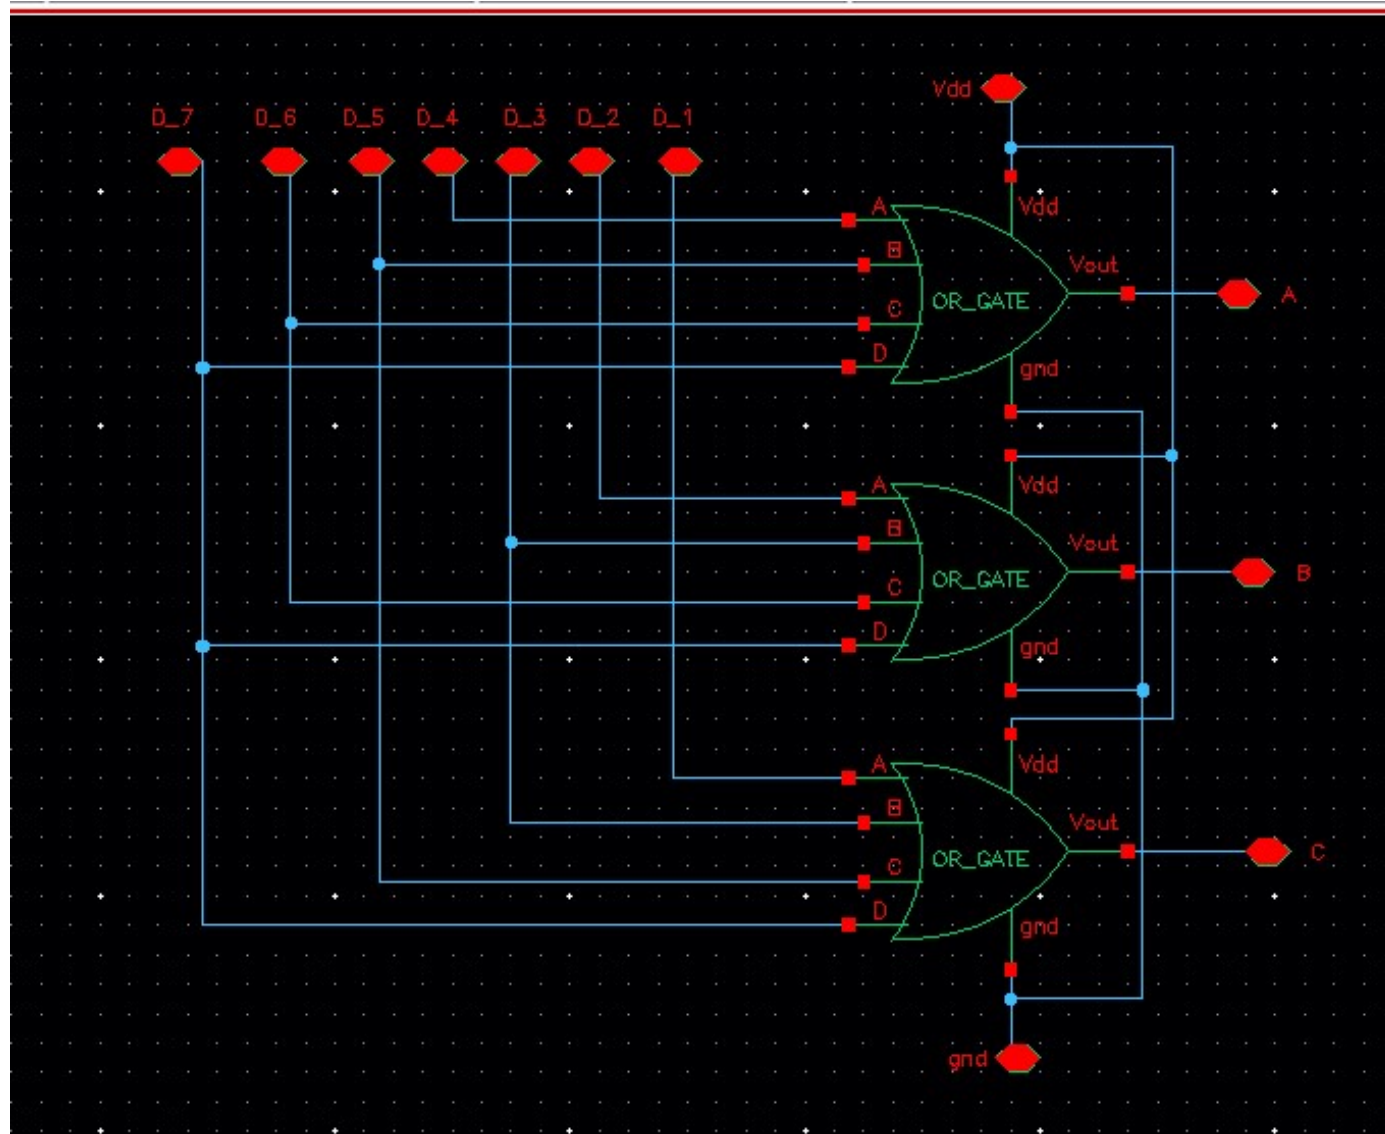 Vdd
D_7 D_6 D_5 D_4 D_3 D_2 D_1
A Vdd
B Vout
OR_GATE A
C
D gnd
A Vdd
B Vout
OR_GATE B
C
D gnd
A Vdd
B Vout
OR_GATE C
C
D gnd
gnd